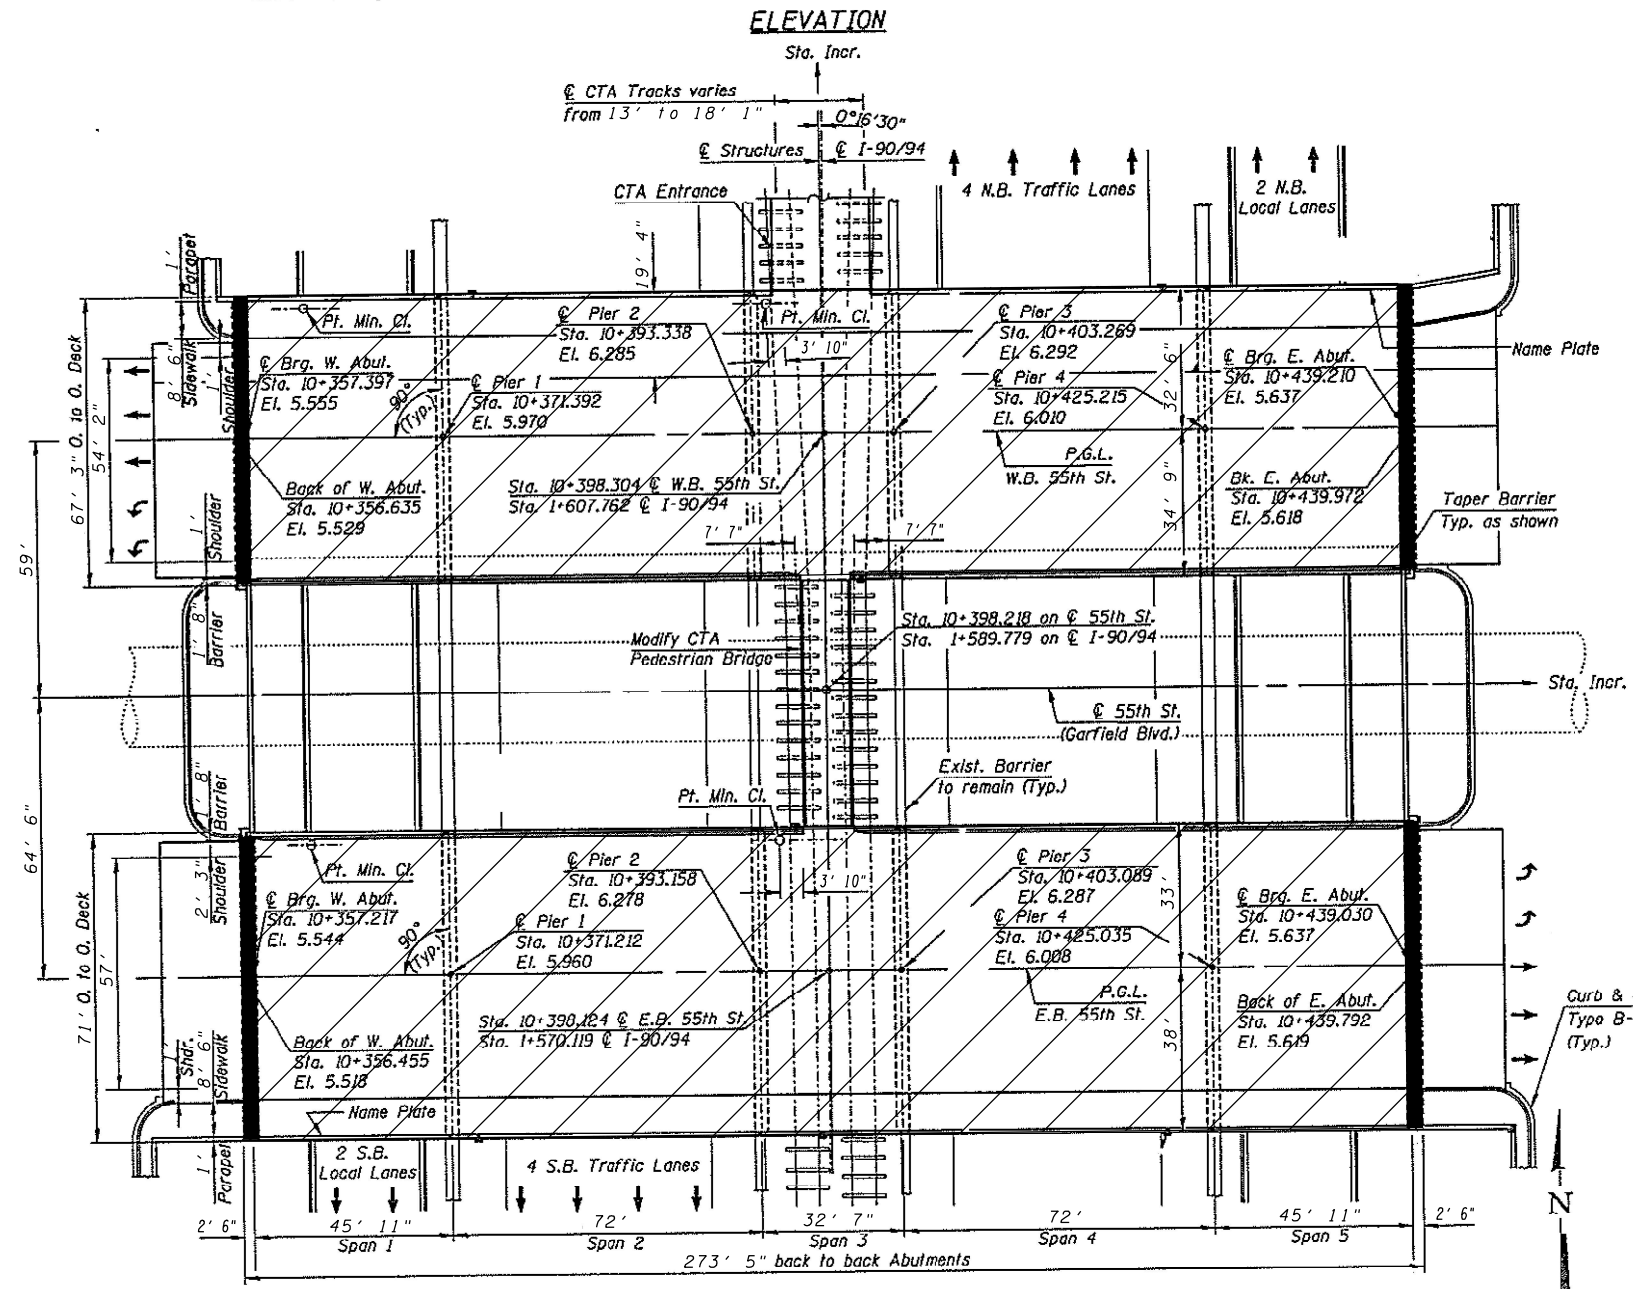 ELEVATION
Sta. Incr.
℄ CTA Tracks varies
from 13' to 18' 1"
0°16'30"
℄ Structures
℄ I-90/94
CTA Entrance
4 N.B. Traffic Lanes
2 N.B.
Local Lanes
19' 4"
1'
Parapet
8' 6"
Sidewalk
1'
Shoulder
67' 3" O. to O. Deck
54' 2"
Pt. Min. Cl.
℄ Pier 2
Sta. 10+393.338
El. 6.285
Pt. Min. Cl.
3' 10"
℄ Pier 3
Sta. 10+403.269
El. 6.292
32' 6"
Name Plate
℄ Brg. W. Abut.
Sta. 10+357.397
El. 5.555
90°
(Typ.)
℄ Pier 1
Sta. 10+371.392
El. 5.970
℄ Pier 4
Sta. 10+425.215
El. 6.010
℄ Brg. E. Abut.
Sta. 10+439.210
El. 5.637
P.G.L.
W.B. 55th St.
Back of W. Abut.
Sta. 10+356.635
El. 5.529
Sta. 10+398.304 ℄ W.B. 55th St.
Sta. 1+607.762 ℄ I-90/94
Bk. E. Abut.
Sta. 10+439.972
El. 5.618
34' 9"
Taper Barrier
Typ. as shown
1'
Shoulder
7' 7"
7' 7"
59'
1' 8"
Barrier
Modify CTA
Pedestrian Bridge
Sta. 10+398.218 on ℄ 55th St.
Sta. 1+589.779 on ℄ I-90/94
Sta. Incr.
℄ 55th St.
(Garfield Blvd.)
Exist. Barrier
to remain (Typ.)
64' 6"
1' 8"
Barrier
Pt. Min. Cl.
71' O. to O. Deck
57'
2' 3"
Shoulder
Pt. Min. Cl.
℄ Pier 2
Sta. 10+393.158
El. 6.278
3' 10"
℄ Pier 3
Sta. 10+403.089
El. 6.287
33'
℄ Brg. W. Abut.
Sta. 10+357.217
El. 5.544
90°
(Typ.)
℄ Pier 1
Sta. 10+371.212
El. 5.960
℄ Pier 4
Sta. 10+425.035
El. 6.008
℄ Brg. E. Abut.
Sta. 10+439.030
El. 5.637
P.G.L.
E.B. 55th St.
Sta. 10+398.124 ℄ E.B. 55th St.
Sta. 1+570.119 ℄ I-90/94
Back of W. Abut.
Sta. 10+356.455
El. 5.518
38'
Back of E. Abut.
Sta. 10+439.792
El. 5.619
Curb &
Type B-
(Typ.)
1'
Shdr.
8' 6"
Sidewalk
Name Plate
1'
Parapet
2 S.B.
Local Lanes
4 S.B. Traffic Lanes
N
2' 6"
45' 11"
72'
32' 7"
72'
45' 11"
2' 6"
Span 1
Span 2
Span 3
Span 4
Span 5
273' 5" back to back Abutments